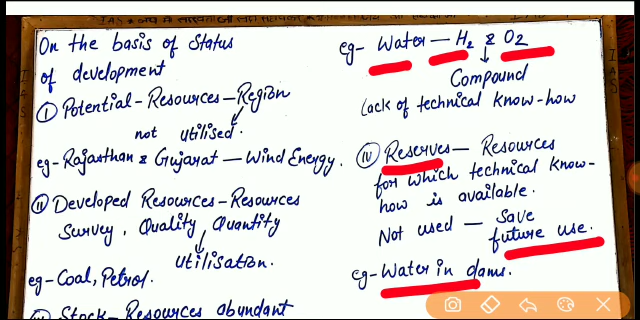 On the basis of Status
of development
(I) Potential-Resources-Region
not utilised.
eg- Rajasthan & Gujarat - Wind Energy.
(II) Developed Resources-Resources
Survey, Quality, Quantity
utilisation.
eg-Coal, Petrol.
Stock- Resources abundant
eg- Water - H2 & O2
Compound
Lack of technical know-how
(IV) Reserves- Resources
for which technical know-
how is available.
Not used - Save
future use.
eg-Water in dams.